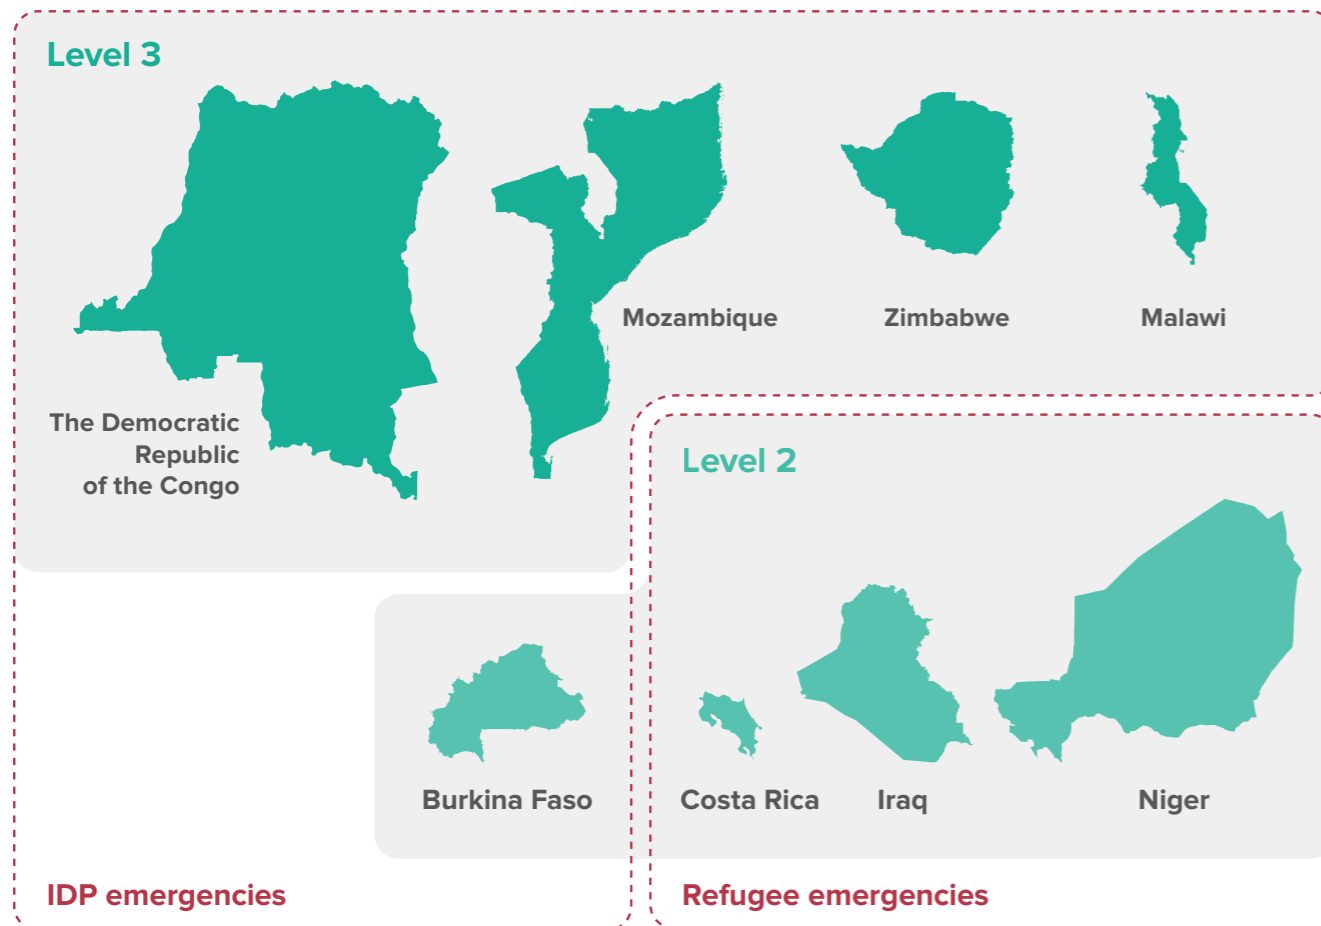 Level 3
Mozambique
Zimbabwe
Malawi
The Democratic
Republic
of the Congo
Level 2
Burkina Faso
Costa Rica
Iraq
Niger
IDP emergencies
Refugee emergencies